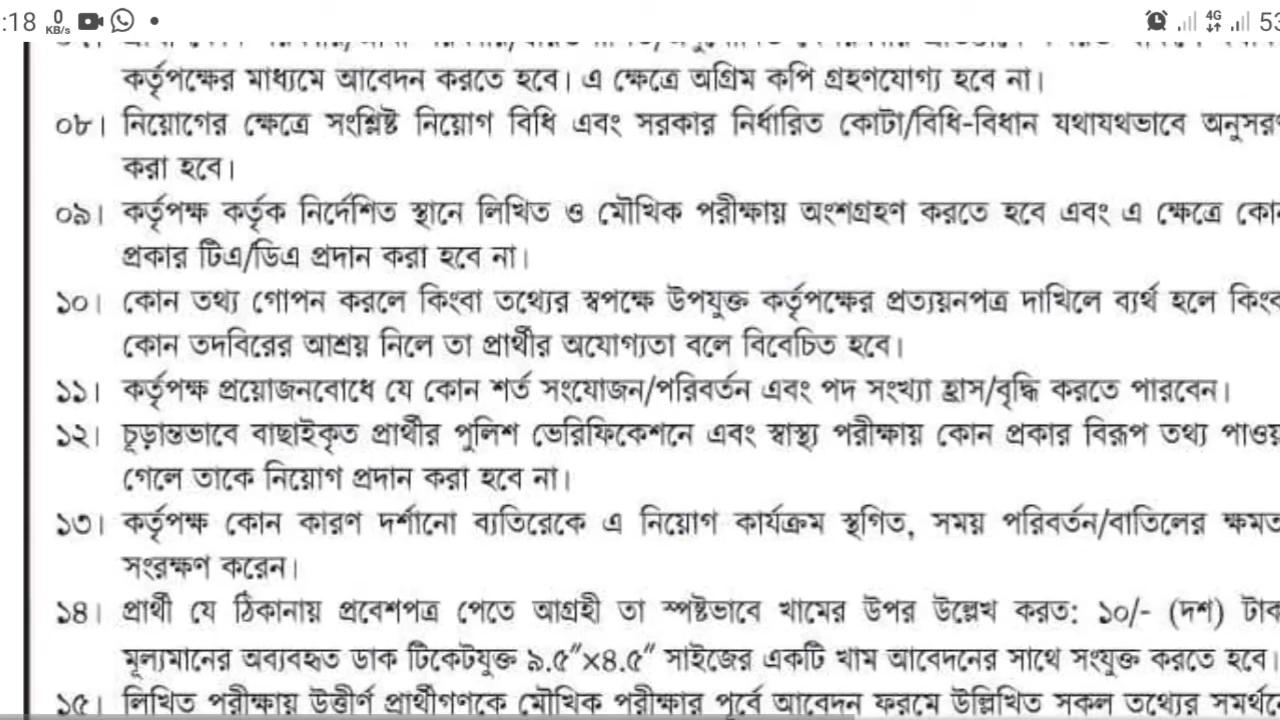 :18 0 KB/s 4G 53
কর্তৃপক্ষের মাধ্যমে আবেদন করতে হবে। এ ক্ষেত্রে অগ্রিম কপি গ্রহণযোগ্য হবে না।
০৮। নিয়োগের ক্ষেত্রে সংশ্লিষ্ট নিয়োগ বিধি এবং সরকার নির্ধারিত কোটা/বিধি-বিধান যথাযথভাবে অনুসরণ
করা হবে।
০৯। কর্তৃপক্ষ কর্তৃক নির্দেশিত স্থানে লিখিত ও মৌখিক পরীক্ষায় অংশগ্রহণ করতে হবে এবং এ ক্ষেত্রে কোন
প্রকার টিএ/ডিএ প্রদান করা হবে না।
১০। কোন তথ্য গোপন করলে কিংবা তথ্যের স্বপক্ষে উপযুক্ত কর্তৃপক্ষের প্রত্যয়নপত্র দাখিলে ব্যর্থ হলে কিংব
কোন তদবিরের আশ্রয় নিলে তা প্রার্থীর অযোগ্যতা বলে বিবেচিত হবে।
১১। কর্তৃপক্ষ প্রয়োজনবোধে যে কোন শর্ত সংযোজন/পরিবর্তন এবং পদ সংখ্যা হ্রাস/বৃদ্ধি করতে পারবেন।
১২। চূড়ান্তভাবে বাছাইকৃত প্রার্থীর পুলিশ ভেরিফিকেশনে এবং স্বাস্থ্য পরীক্ষায় কোন প্রকার বিরূপ তথ্য পাওয়
গেলে তাকে নিয়োগ প্রদান করা হবে না।
১৩। কর্তৃপক্ষ কোন কারণ দর্শানো ব্যতিরেকে এ নিয়োগ কার্যক্রম স্থগিত, সময় পরিবর্তন/বাতিলের ক্ষমত
সংরক্ষণ করেন।
১৪। প্রার্থী যে ঠিকানায় প্রবেশপত্র পেতে আগ্রহী তা স্পষ্টভাবে খামের উপর উল্লেখ করত: ১০/- (দশ) টাক
মূল্যমানের অব্যবহৃত ডাক টিকেটযুক্ত ৯.৫″×৪.৫″ সাইজের একটি খাম আবেদনের সাথে সংযুক্ত করতে হবে।
১৫। লিখিত পরীক্ষায় উত্তীর্ণ প্রার্থীগণকে মৌখিক পরীক্ষার পূর্বে আবেদন ফরমে উল্লিখিত সকল তথ্যের সমর্থনে